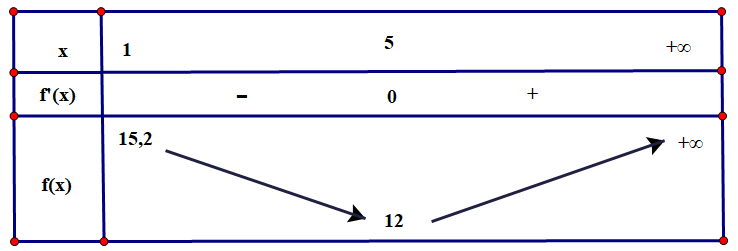 x 1 5 +∞
f'(x) - 0 +
15,2 +∞
f(x)
12